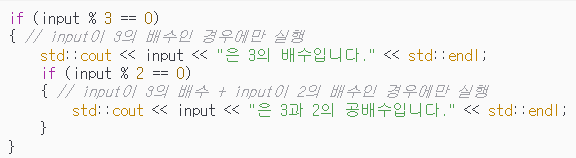 if (input % 3 == 0)
{ // input이 3의 배수인 경우에만 실행
    std::cout << input << "은 3의 배수입니다." << std::endl;
    if (input % 2 == 0)
    { // input이 3의 배수 + input이 2의 배수인 경우에만 실행
        std::cout << input << "은 3과 2의 공배수입니다." << std::endl;
    }
}